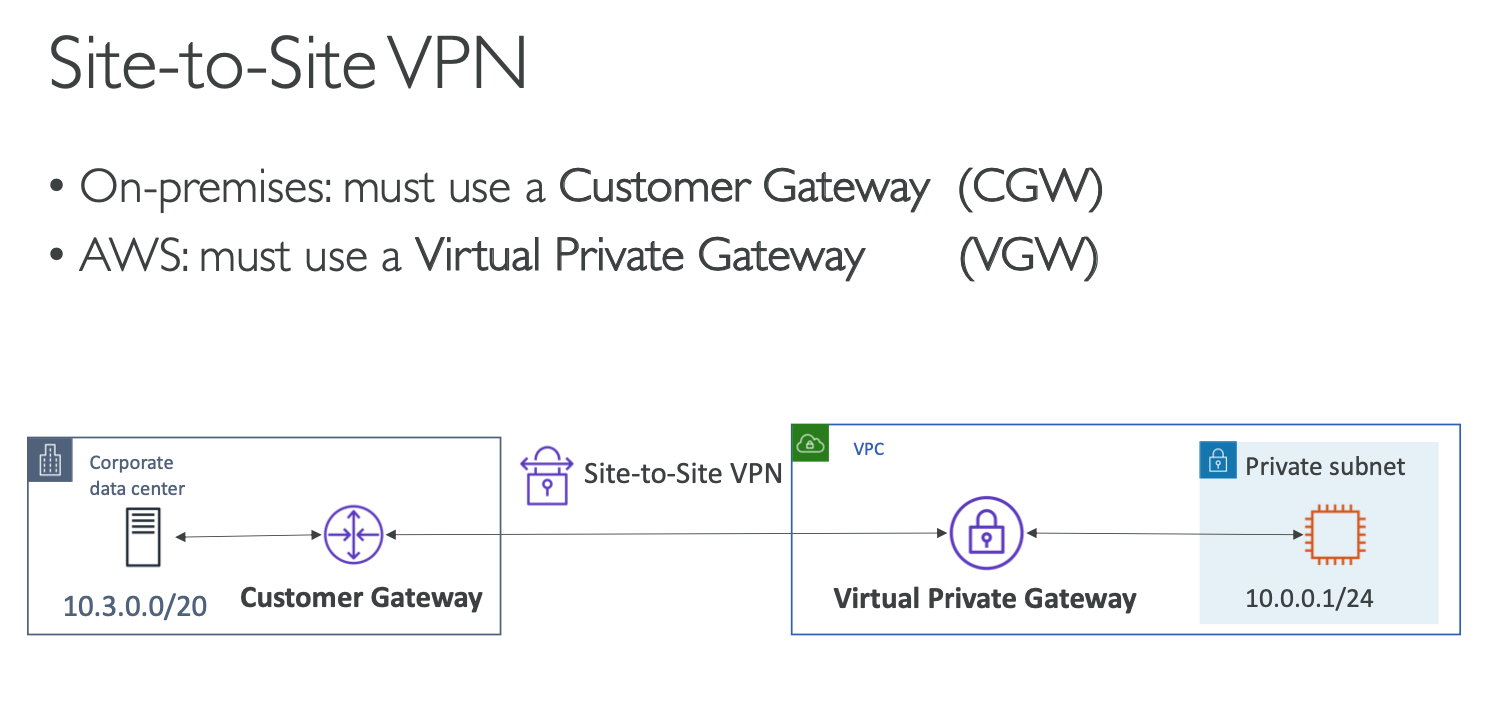 Site-to-Site VPN
• On-premises: must use a Customer Gateway (CGW)
• AWS: must use a Virtual Private Gateway (VGW)
Corporate
data center
10.3.0.0/20
Customer Gateway
Site-to-Site VPN
VPC
Virtual Private Gateway
Private subnet
10.0.0.1/24